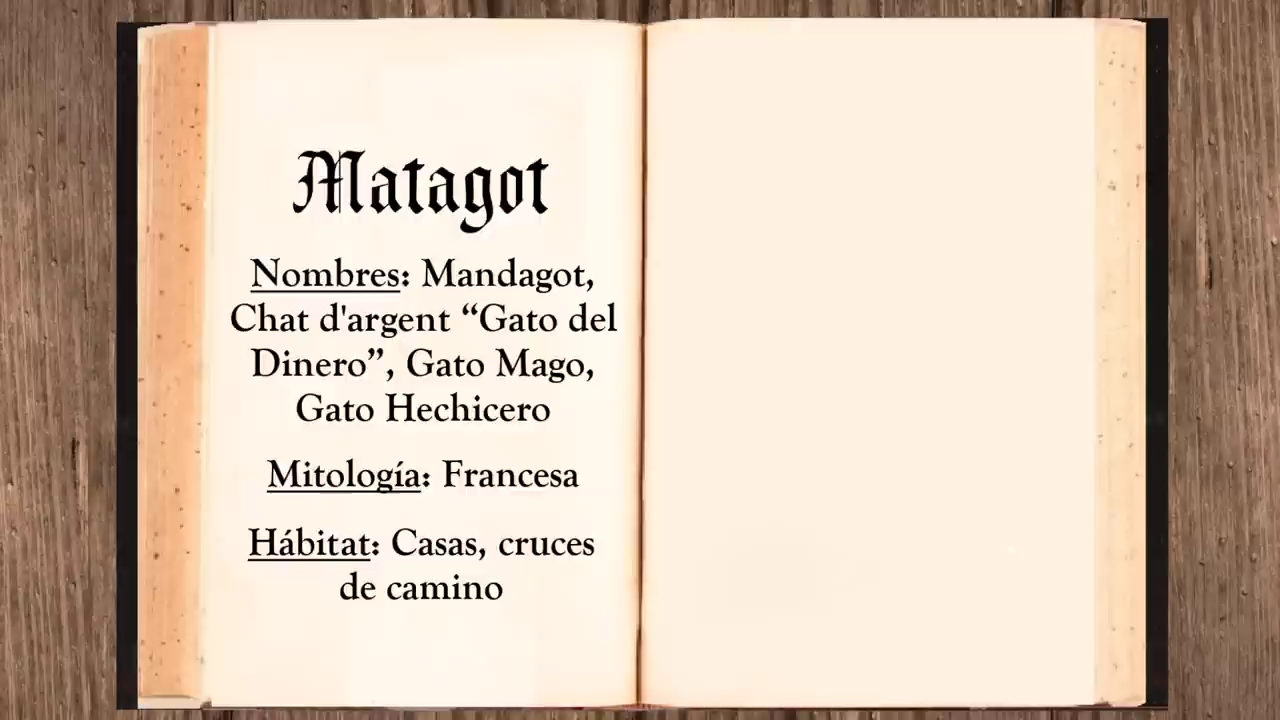 Matagot
Nombres: Mandagot,
Chat d'argent “Gato del
Dinero”, Gato Mago,
Gato Hechicero
Mitología: Francesa
Hábitat: Casas, cruces
de camino